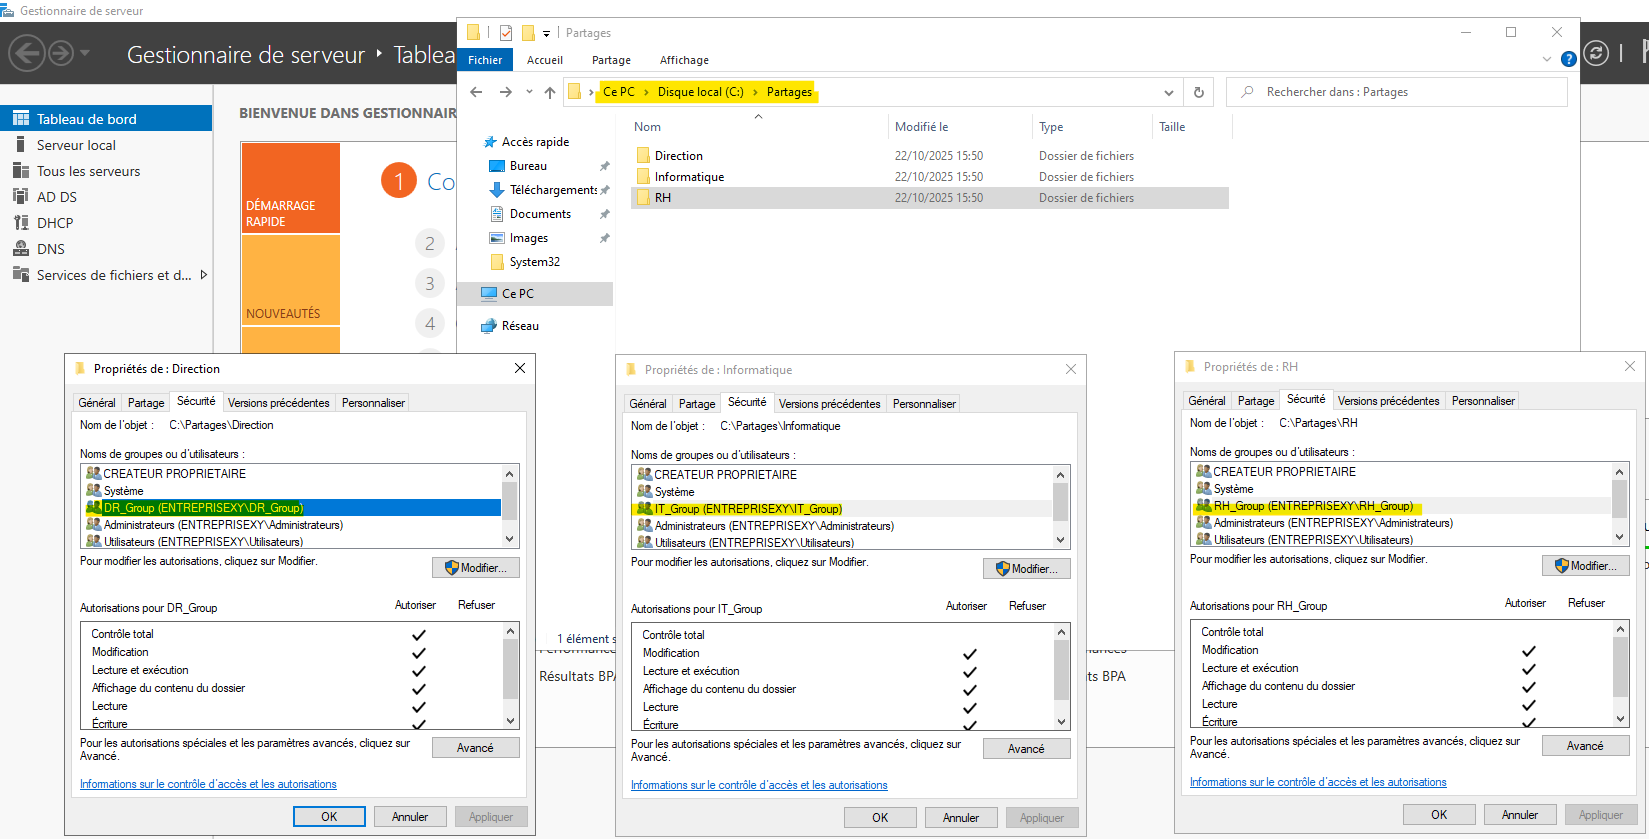 Gestionnaire de serveur
Gestionnaire de serveur
Tableau de bord
Serveur local
Tous les serveurs
AD DS
DHCP
DNS
Services de fichiers et d...
BIENVENUE DANS GESTIONNAIR
DÉMARRAGE
RAPIDE
NOUVEAUTÉS
1
2
3
4
Partages
Fichier Accueil Partage Affichage
Ce PC Disque local (C:) Partages
Rechercher dans : Partages
Accès rapide
Bureau
Téléchargements
Documents
Images
System32
Ce PC
Réseau
Nom Modifié le Type Taille
Direction 22/10/2025 15:50 Dossier de fichiers
Informatique 22/10/2025 15:50 Dossier de fichiers
RH 22/10/2025 15:50 Dossier de fichiers
1 élément s
Résultats BPA
ts BPA
Propriétés de : Direction
Général Partage Sécurité Versions précédentes Personnaliser
Nom de l'objet : C:\Partages\Direction
Noms de groupes ou d'utilisateurs :
CREATEUR PROPRIETAIRE
Système
DR_Group (ENTREPRISEXY\DR_Group)
Administrateurs (ENTREPRISEXY\Administrateurs)
Utilisateurs (ENTREPRISEXY\Utilisateurs)
Pour modifier les autorisations, cliquez sur Modifier.
Modifier...
Autorisations pour DR_Group Autoriser Refuser
Contrôle total
Modification
Lecture et exécution
Affichage du contenu du dossier
Lecture
Écriture
Pour les autorisations spéciales et les paramètres avancés, cliquez sur
Avancé.
Avancé
Informations sur le contrôle d'accès et les autorisations
OK Annuler Appliquer
Propriétés de : Informatique
Général Partage Sécurité Versions précédentes Personnaliser
Nom de l'objet : C:\Partages\Informatique
Noms de groupes ou d'utilisateurs :
CREATEUR PROPRIETAIRE
Système
IT_Group (ENTREPRISEXY\IT_Group)
Administrateurs (ENTREPRISEXY\Administrateurs)
Utilisateurs (ENTREPRISEXY\Utilisateurs)
Pour modifier les autorisations, cliquez sur Modifier.
Modifier...
Autorisations pour IT_Group Autoriser Refuser
Contrôle total
Modification
Lecture et exécution
Affichage du contenu du dossier
Lecture
Écriture
Pour les autorisations spéciales et les paramètres avancés, cliquez sur
Avancé.
Avancé
Informations sur le contrôle d'accès et les autorisations
OK Annuler Appliquer
Propriétés de : RH
Général Partage Sécurité Versions précédentes Personnaliser
Nom de l'objet : C:\Partages\RH
Noms de groupes ou d'utilisateurs :
CREATEUR PROPRIETAIRE
Système
RH_Group (ENTREPRISEXY\RH_Group)
Administrateurs (ENTREPRISEXY\Administrateurs)
Utilisateurs (ENTREPRISEXY\Utilisateurs)
Pour modifier les autorisations, cliquez sur Modifier.
Modifier...
Autorisations pour RH_Group Autoriser Refuser
Contrôle total
Modification
Lecture et exécution
Affichage du contenu du dossier
Lecture
Écriture
Pour les autorisations spéciales et les paramètres avancés, cliquez sur
Avancé.
Avancé
Informations sur le contrôle d'accès et les autorisations
OK Annuler Appliquer